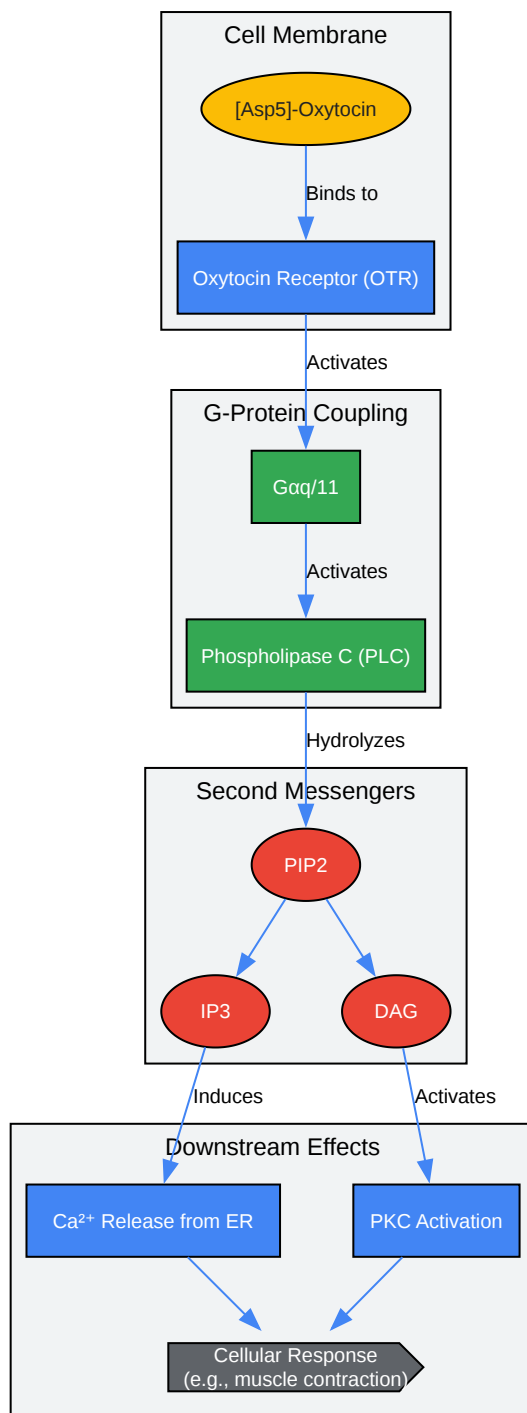 Cell Membrane
[Asp5]-Oxytocin
Binds to
Oxytocin Receptor (OTR)
Activates
G-Protein Coupling
Gαq/11
Activates
Phospholipase C (PLC)
Hydrolyzes
Second Messengers
PIP2
IP3
DAG
Induces
Activates
Downstream Effects
Ca²⁺ Release from ER
PKC Activation
Cellular Response
(e.g., muscle contraction)